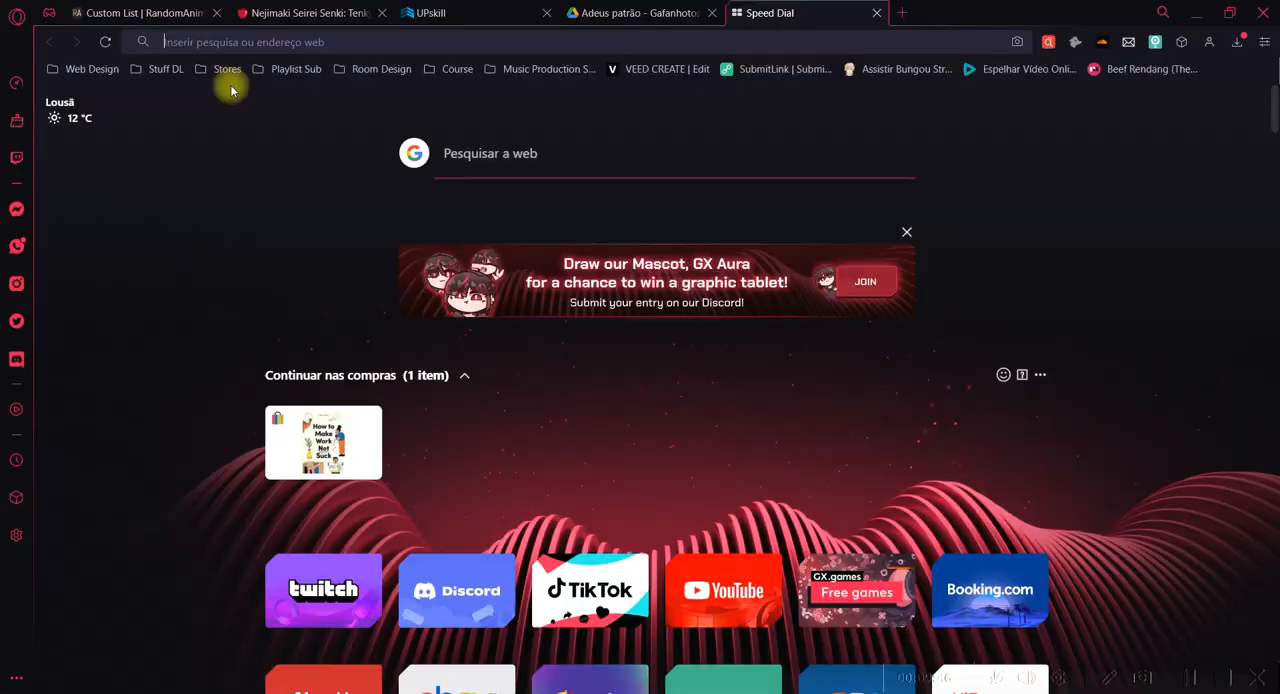 Custom List | RandomAnim
Nejimaki Seirei Senki: Tenk
UPskill
Adeus patrão - Gafanhotos
Speed Dial
Inserir pesquisa ou endereço web
Web Design
Stuff DL
Stores
Playlist Sub
Room Design
Course
Music Production S...
VEED CREATE | Edit
SubmitLink | Submi...
Assistir Bungou Str...
Espelhar Vídeo Onli...
Beef Rendang (The...
Lousã
12 °C
Pesquisar a web
Draw our Mascot, GX Aura
for a chance to win a graphic tablet!
Submit your entry on our Discord!
JOIN
Continuar nas compras (1 item)
How to
Make
Work
Not
Suck
twitch
Discord
TikTok
YouTube
GX.games
Free games
Booking.com
00:09:46